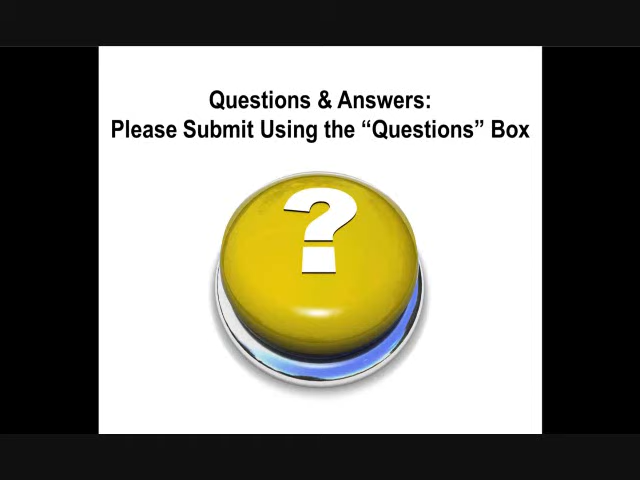 Questions & Answers:
Please Submit Using the “Questions” Box
?